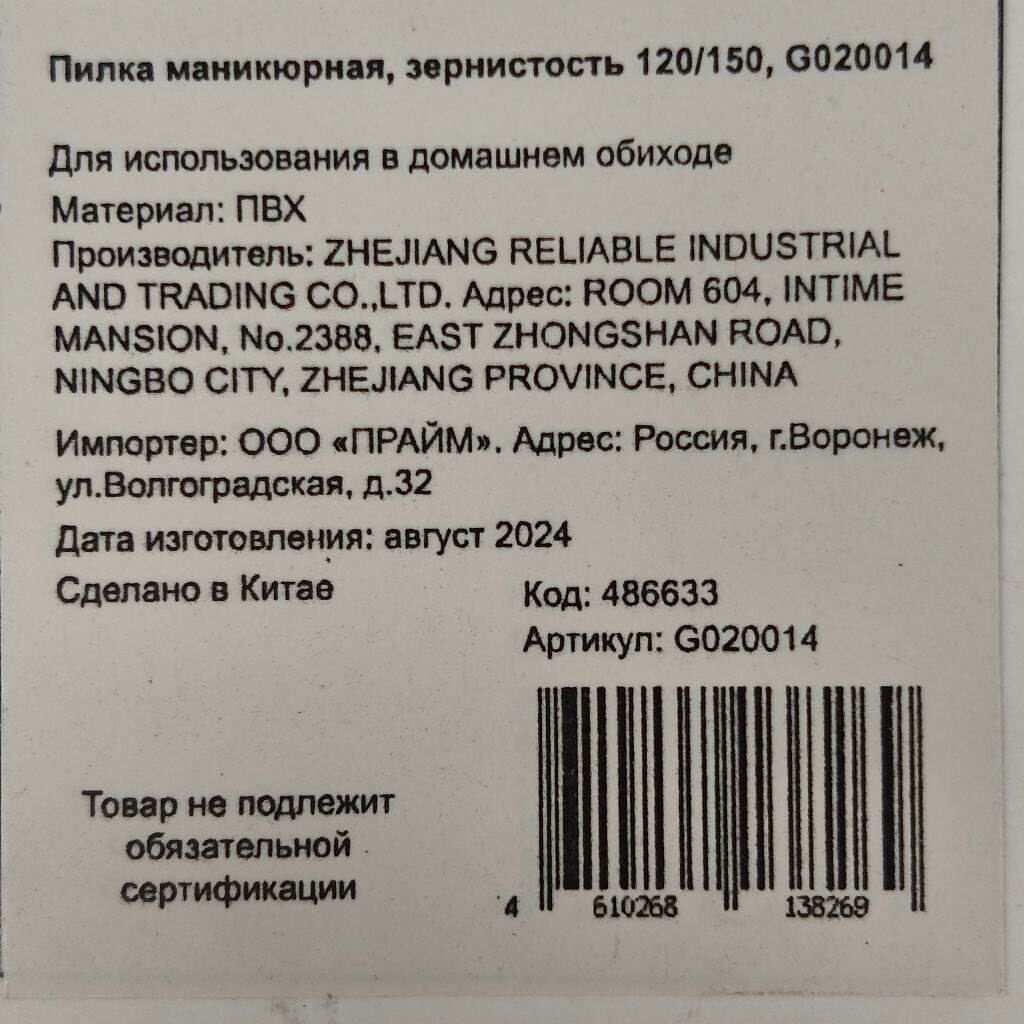 Пилка маникюрная, зернистость 120/150, G020014
Для использования в домашнем обиходе
Материал: ПВХ
Производитель: ZHEJIANG RELIABLE INDUSTRIAL
AND TRADING CO.,LTD. Адрес: ROOM 604, INTIME
MANSION, No.2388, EAST ZHONGSHAN ROAD,
NINGBO CITY, ZHEJIANG PROVINCE, CHINA
Импортер: ООО «ПРАЙМ». Адрес: Россия, г.Воронеж,
ул.Волгоградская, д.32
Дата изготовления: август 2024
Сделано в Китае
Код: 486633
Артикул: G020014
Товар не подлежит
обязательной
сертификации
4 610268 138269